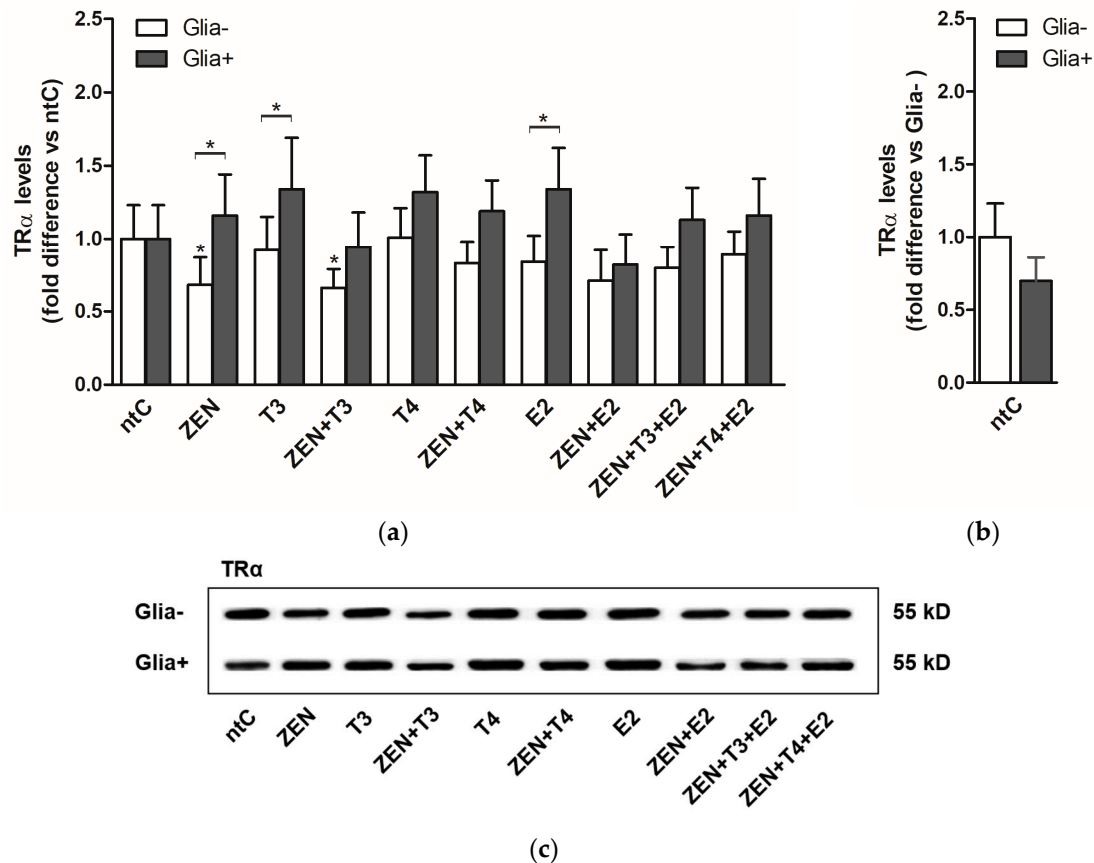 Glia-
Glia+
TRα levels
(fold difference vs ntC)
2.5
2.0
1.5
1.0
0.5
0.0
*
*
*
*
*
ntC
ZEN
T3
ZEN+T3
T4
ZEN+T4
E2
ZEN+E2
ZEN+T3+E2
ZEN+T4+E2
(a)
Glia-
Glia+
TRα levels
(fold difference vs Glia- )
2.5
2.0
1.5
1.0
0.5
0.0
ntC
(b)
TRα
Glia- 55 kD
Glia+ 55 kD
ntC
ZEN
T3
ZEN+T3
T4
ZEN+T4
E2
ZEN+E2
ZEN+T3+E2
ZEN+T4+E2
(c)